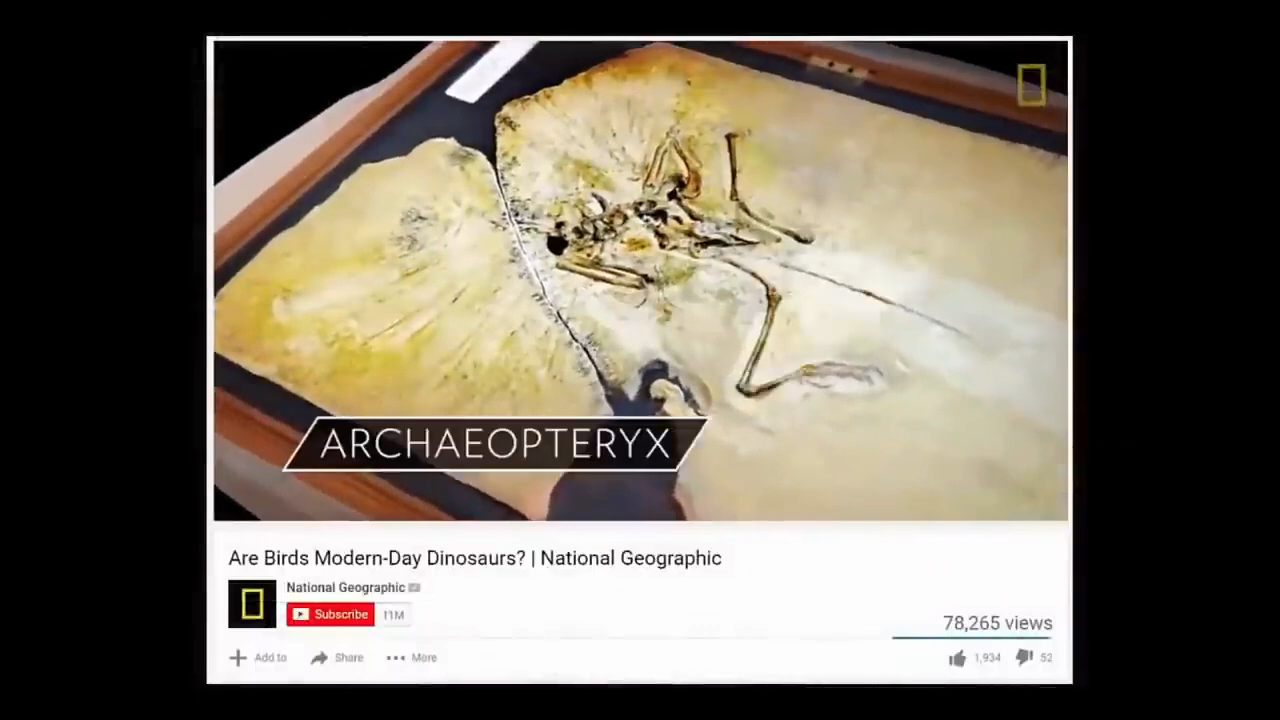 ARCHAEOPTERYX
Are Birds Modern-Day Dinosaurs? | National Geographic
National Geographic
Subscribe 11M
78,265 views
Add to Share More
1,934 52